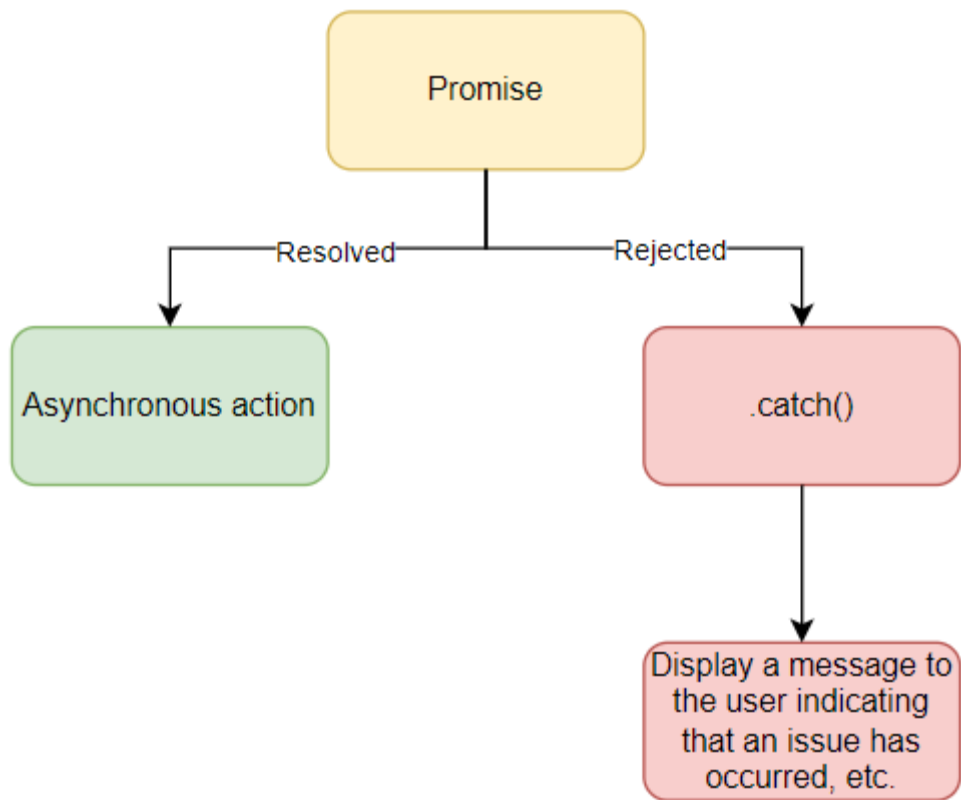 Promise
Resolved
Rejected
Asynchronous action
.catch()
Display a message to
the user indicating
that an issue has
occurred, etc.